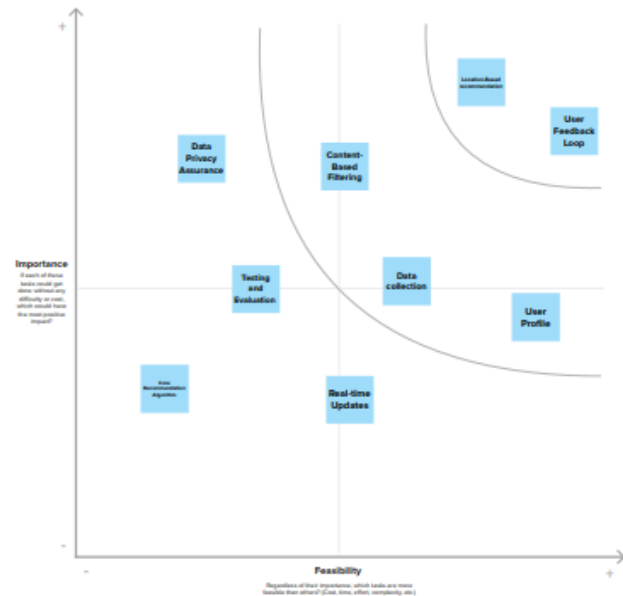 +
Location-Based
recommendation
User
Feedback
Loop
Data
Privacy
Assurance
Content-
Based
Filtering
Importance
If each of these
tasks could get
done without any
difficulty or cost,
which would have
the most positive
impact?
Testing
and
Evaluation
Data
collection
User
Profile
Recommendation
Algorithm
Real-time
Updates
-
-
Feasibility
+
Regardless of their importance, which tasks are more
feasible than others? (Cost, time, effort, complexity, etc.)